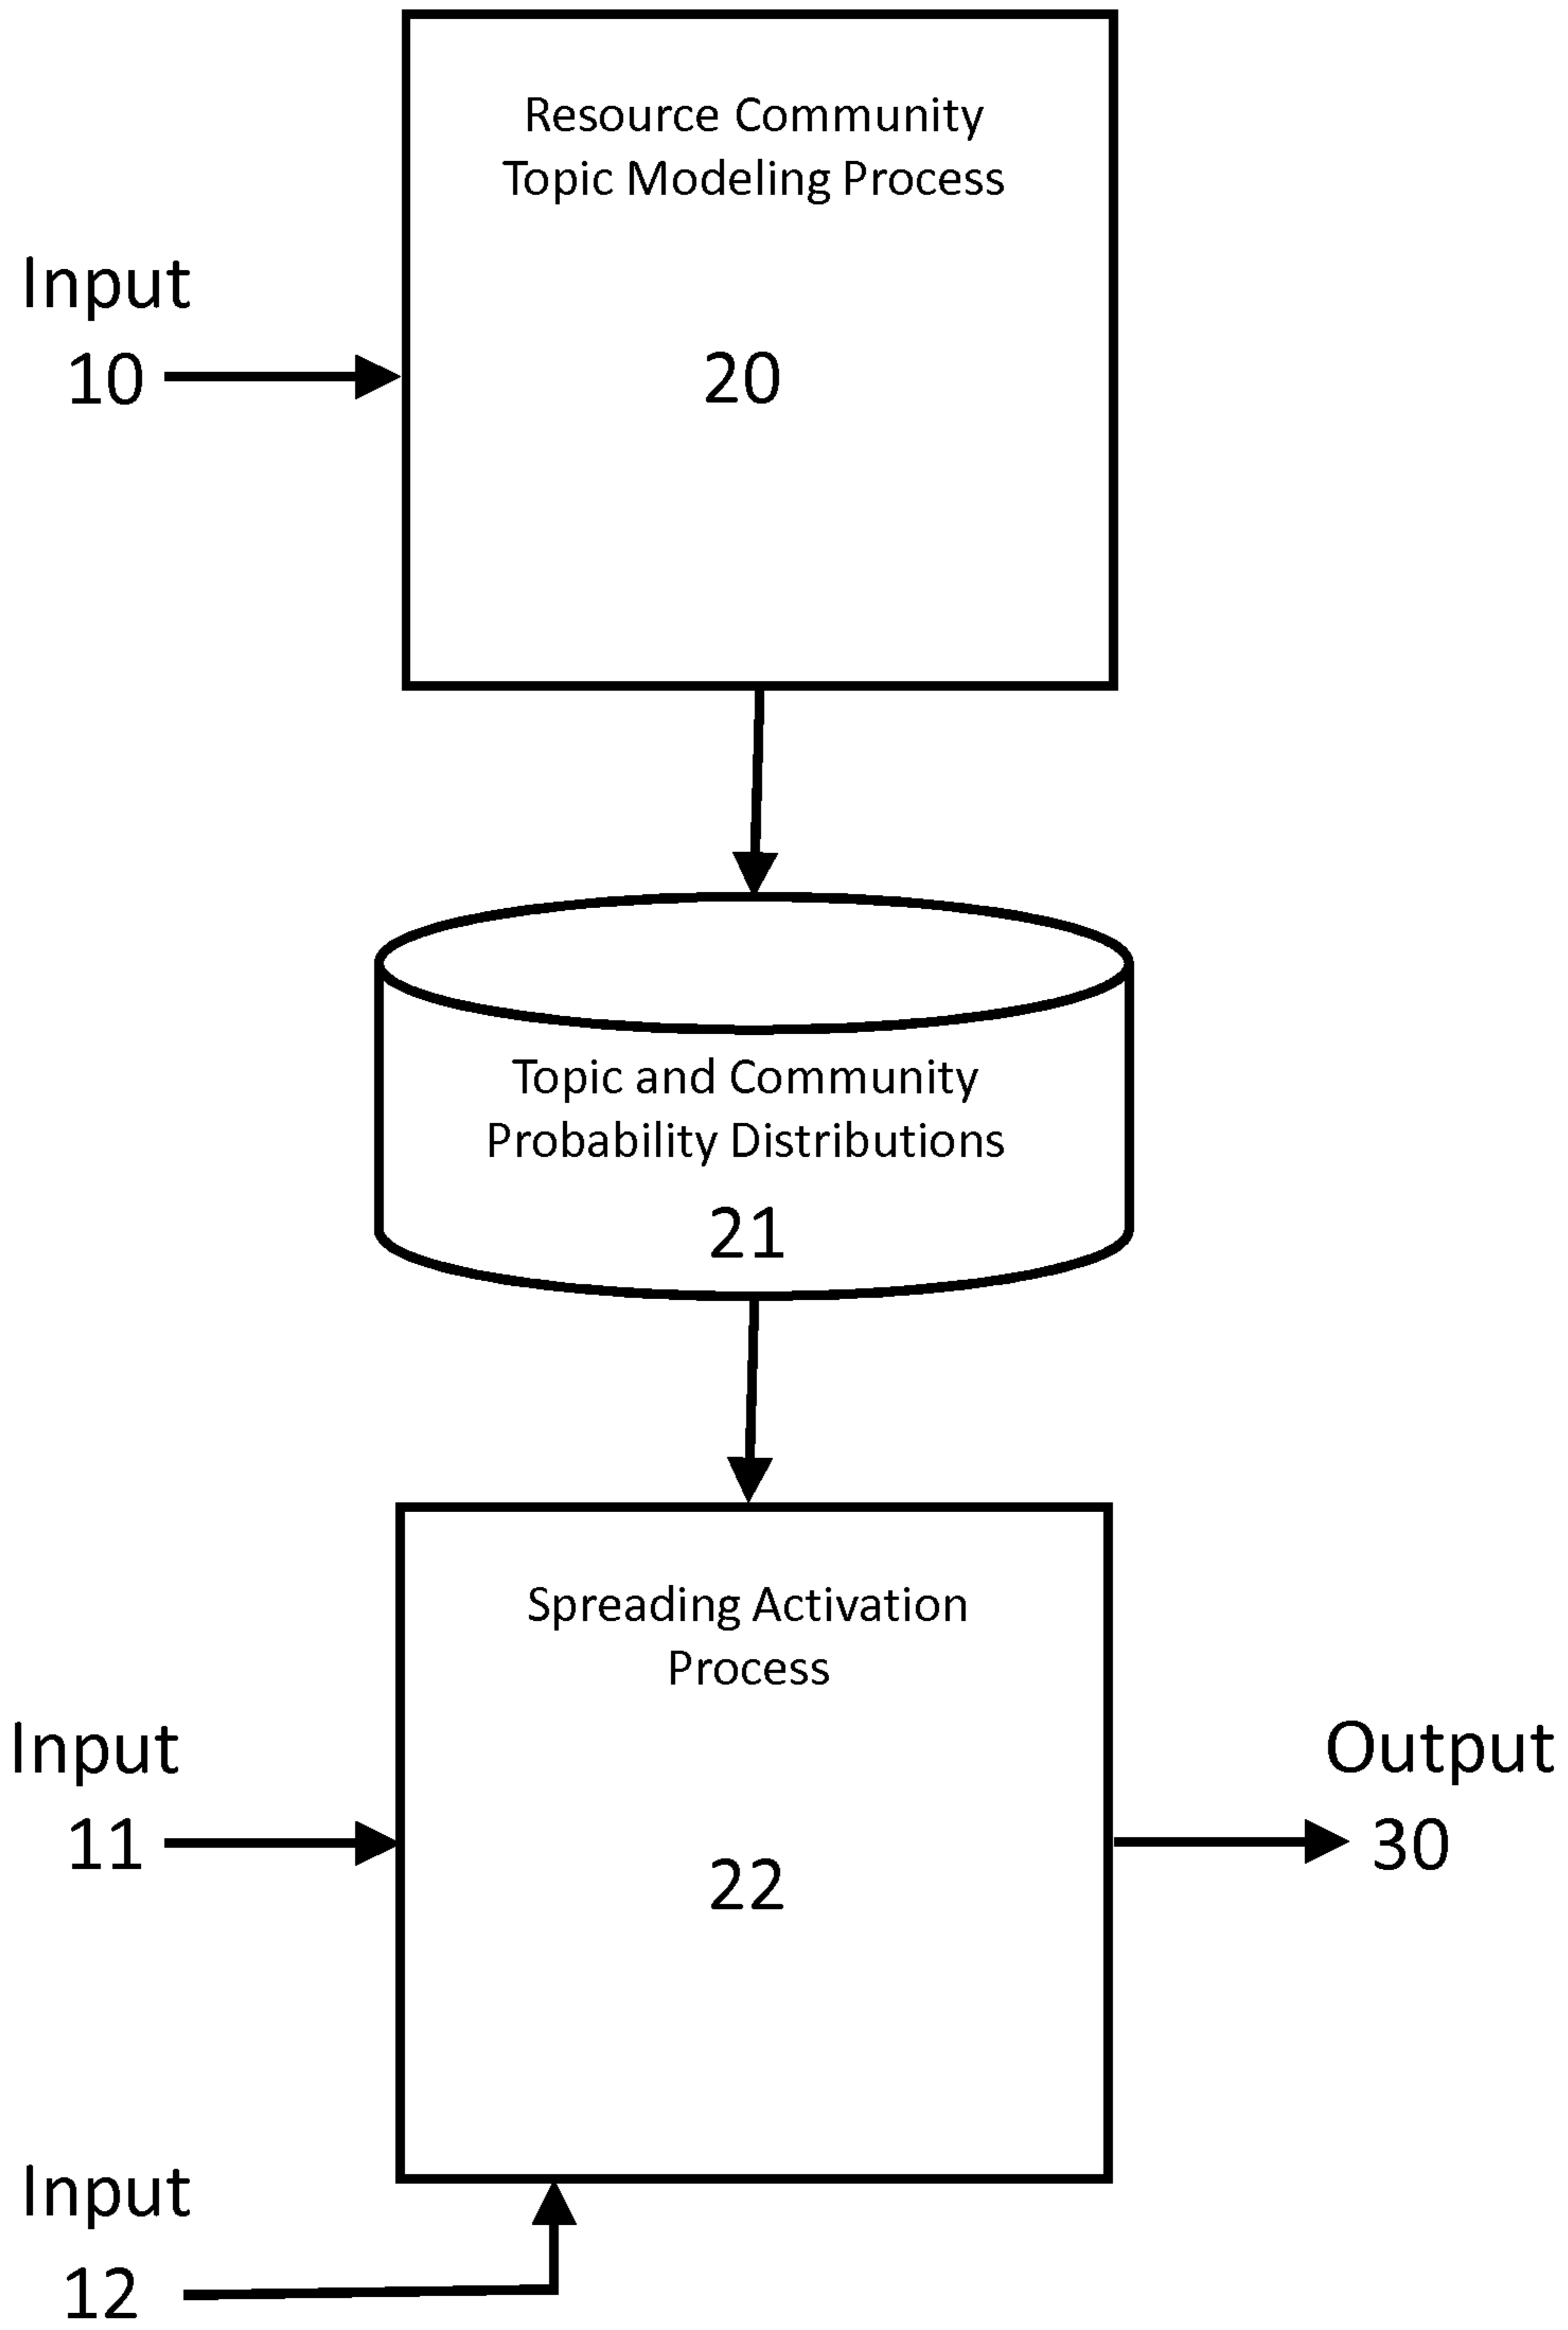 Resource Community
Topic Modeling Process
Input
10
20
Topic and Community
Probability Distributions
21
Spreading Activation
Process
Input
11
22
Output
30
Input
12